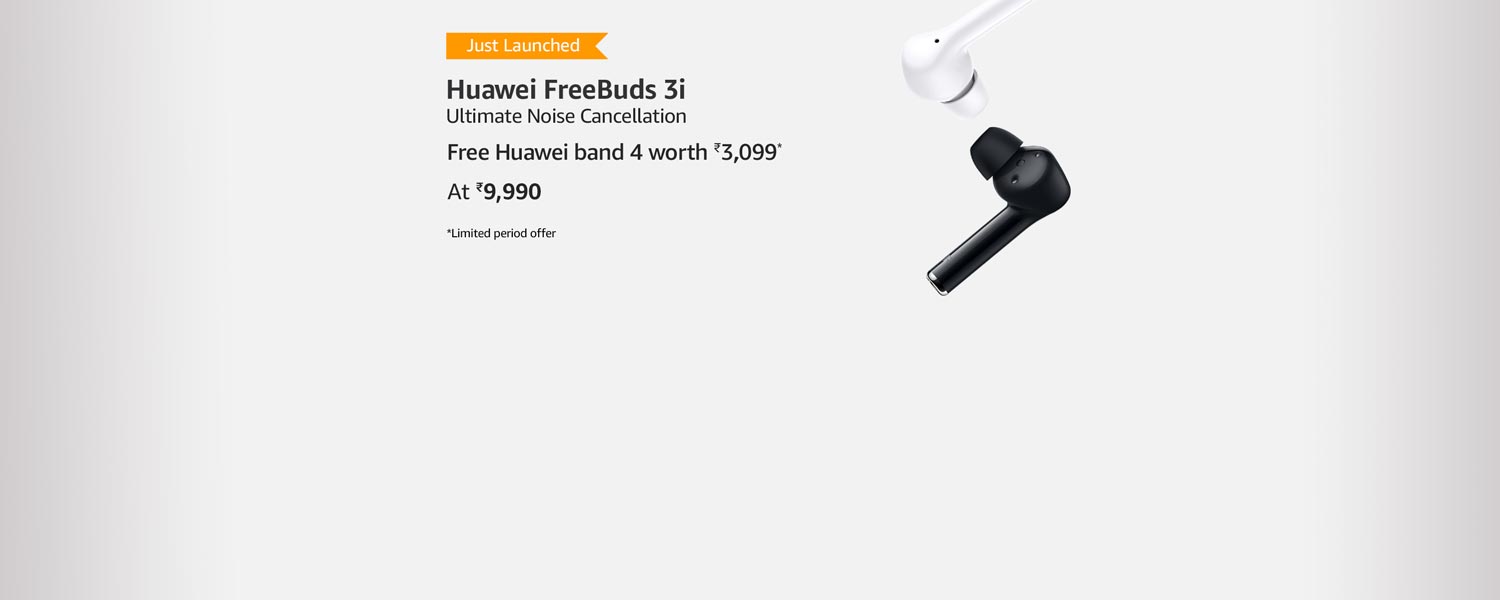 Just Launched
Huawei FreeBuds 3i
Ultimate Noise Cancellation
Free Huawei band 4 worth ₹3,099*
At ₹9,990
*Limited period offer